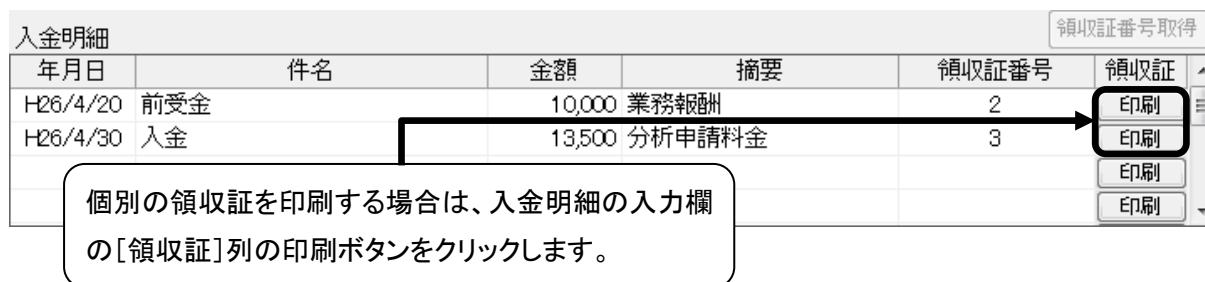 入金明細 領収証番号取得
年月日 件名 金額 摘要 領収証番号 領収証
H26/4/20 前受金 10,000 業務報酬 2 印刷
H26/4/30 入金 13,500 分析申請料金 3 印刷
印刷
印刷
個別の領収証を印刷する場合は、入金明細の入力欄
の[領収証]列の印刷ボタンをクリックします。